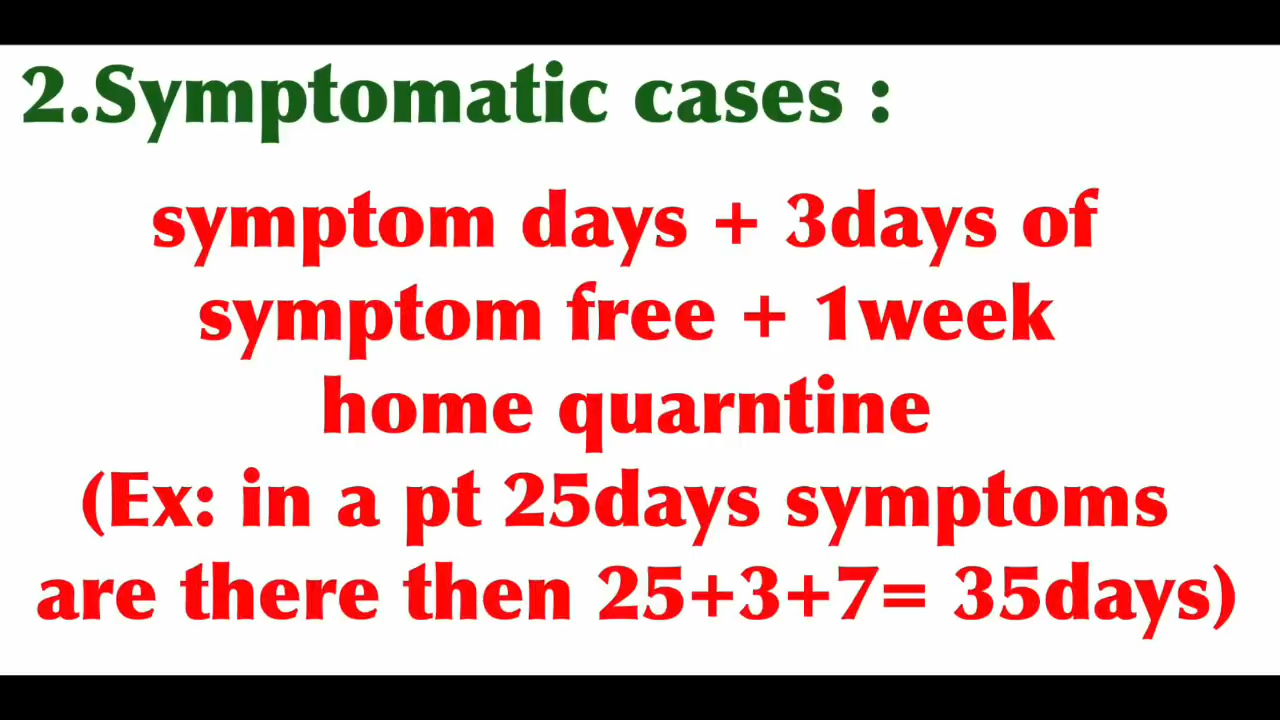 2.Symptomatic cases :
symptom days + 3days of
symptom free + 1week
home quarntine
(Ex: in a pt 25days symptoms
are there then 25+3+7= 35days)